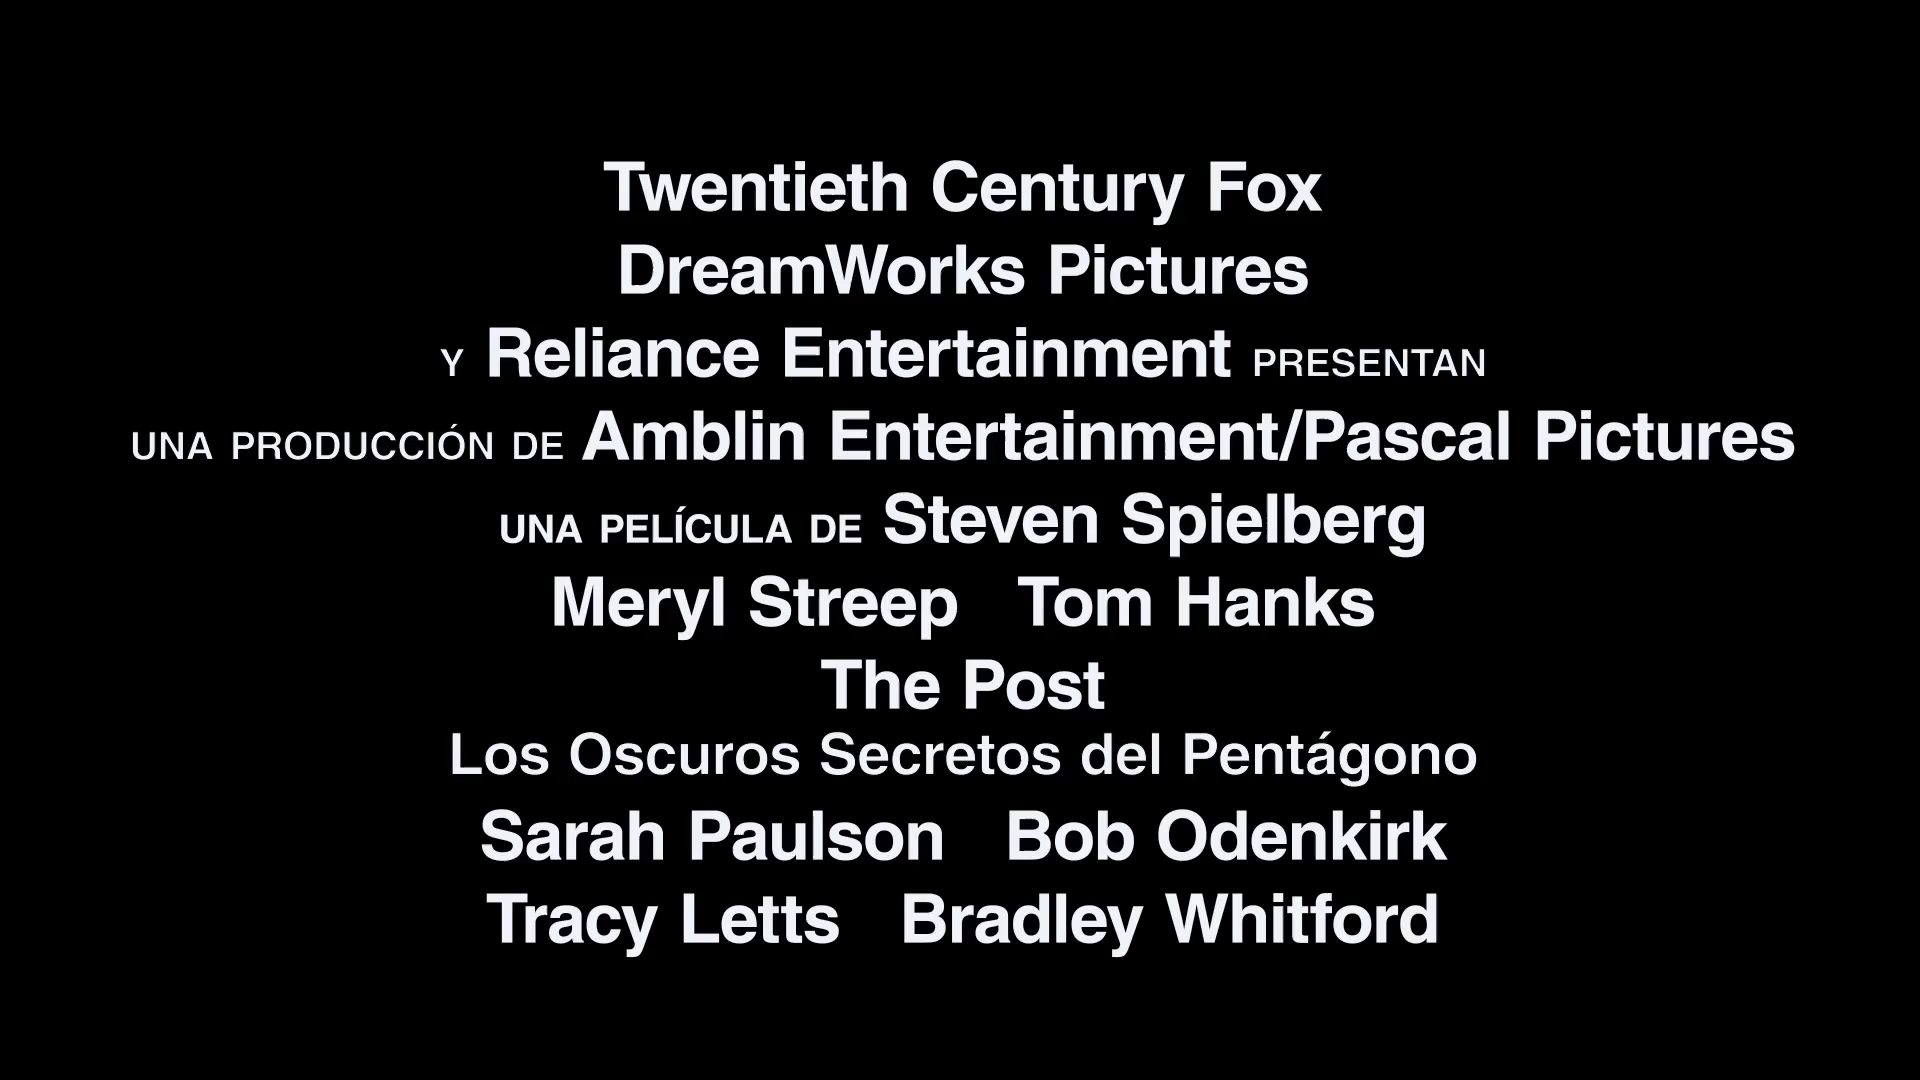 Twentieth Century Fox
DreamWorks Pictures
Y Reliance Entertainment PRESENTAN
UNA PRODUCCIÓN DE Amblin Entertainment/Pascal Pictures
UNA PELÍCULA DE Steven Spielberg
Meryl Streep Tom Hanks
The Post
Los Oscuros Secretos del Pentágono
Sarah Paulson Bob Odenkirk
Tracy Letts Bradley Whitford